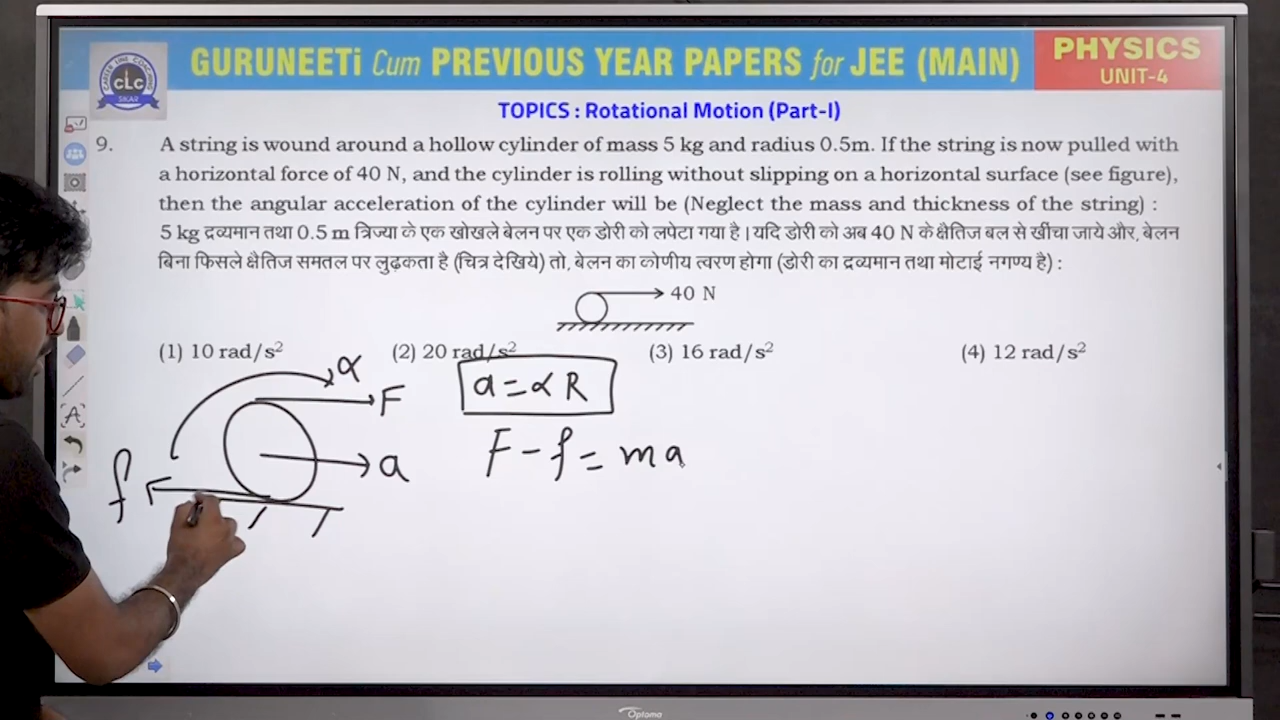 GURUNEETi Cum PREVIOUS YEAR PAPERS for JEE (MAIN)
PHYSICS
UNIT-4
CLC
SIKAR
TOPICS : Rotational Motion (Part-I)
9. A string is wound around a hollow cylinder of mass 5 kg and radius 0.5m. If the string is now pulled with
a horizontal force of 40 N, and the cylinder is rolling without slipping on a horizontal surface (see figure),
then the angular acceleration of the cylinder will be (Neglect the mass and thickness of the string) :
5 kg द्रव्यमान तथा 0.5 m त्रिज्या के एक खोखले बेलन पर एक डोरी को लपेटा गया है। यदि डोरी को अब 40 N के क्षैतिज बल से खींचा जाये और, बेलन
बिना फिसले क्षैतिज समतल पर लुढ़कता है (चित्र देखिये) तो, बेलन का कोणीय त्वरण होगा (डोरी का द्रव्यमान तथा मोटाई नगण्य है) :
40 N
(1) 10 rad/s² (2) 20 rad/s² (3) 16 rad/s² (4) 12 rad/s²
α
F
a = α R
F - f = ma
a
f
Optoma